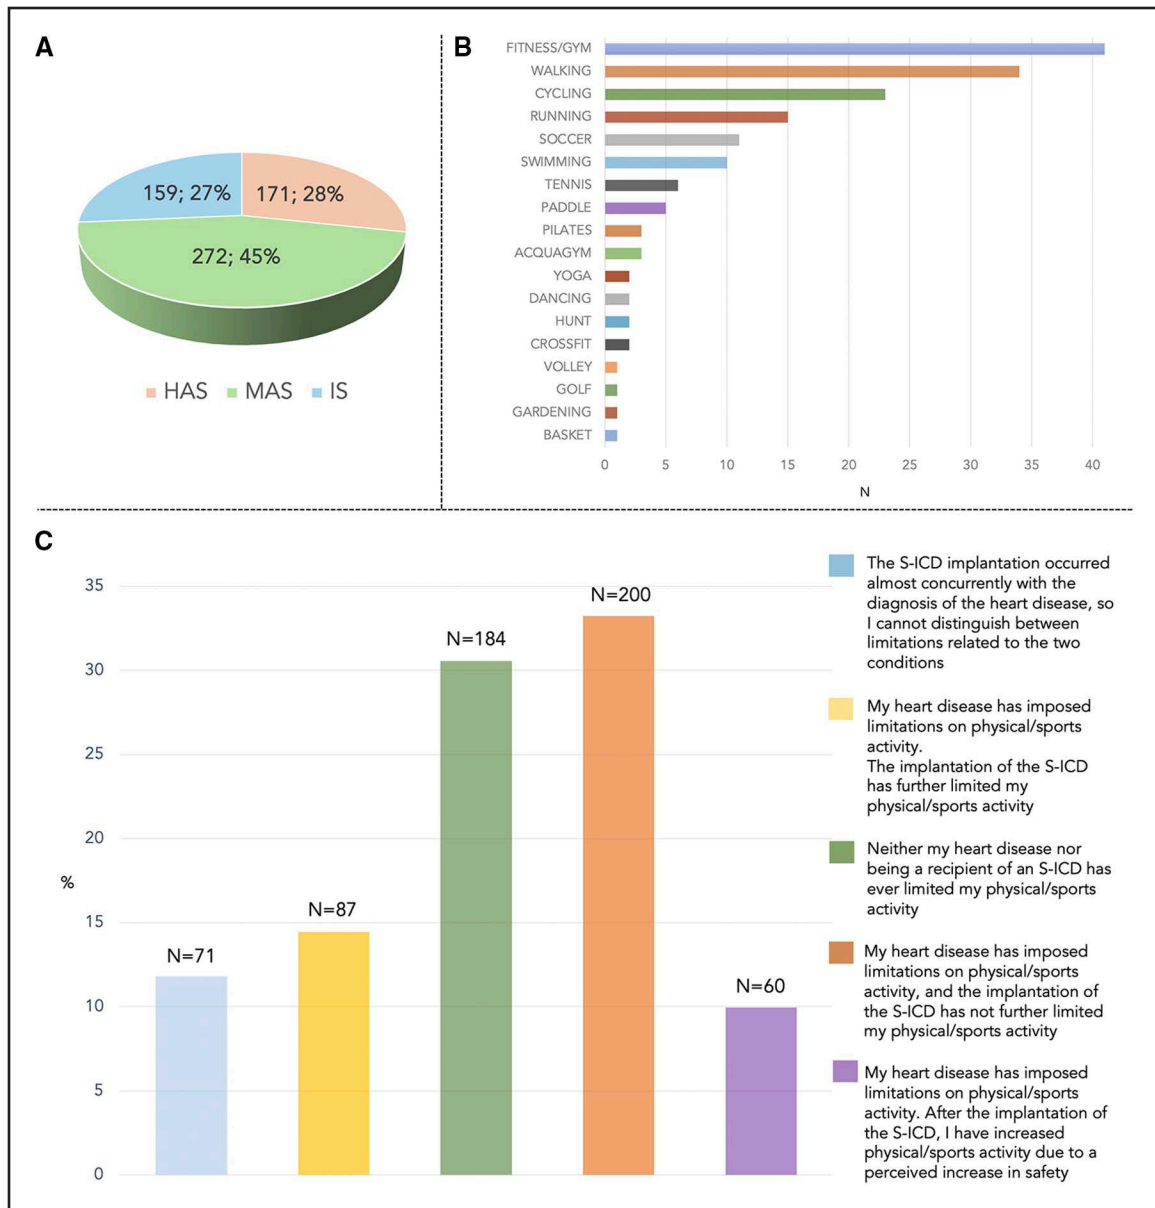 A
159; 27%
171; 28%
272; 45%
HAS
MAS
IS
B
FITNESS/GYM
WALKING
CYCLING
RUNNING
SOCCER
SWIMMING
TENNIS
PADDLE
PILATES
ACQUAGYM
YOGA
DANCING
HUNT
CROSSFIT
VOLLEY
GOLF
GARDENING
BASKET
0 5 10 15 20 25 30 35 40
N
C
35
30
25
20
%
15
10
5
0
N=71
N=87
N=184
N=200
N=60
The S-ICD implantation occurred
almost concurrently with the
diagnosis of the heart disease, so
I cannot distinguish between
limitations related to the two
conditions
My heart disease has imposed
limitations on physical/sports
activity.
The implantation of the S-ICD
has further limited my
physical/sports activity
Neither my heart disease nor
being a recipient of an S-ICD has
ever limited my physical/sports
activity
My heart disease has imposed
limitations on physical/sports
activity, and the implantation of
the S-ICD has not further limited
my physical/sports activity
My heart disease has imposed
limitations on physical/sports
activity. After the implantation of
the S-ICD, I have increased
physical/sports activity due to a
perceived increase in safety